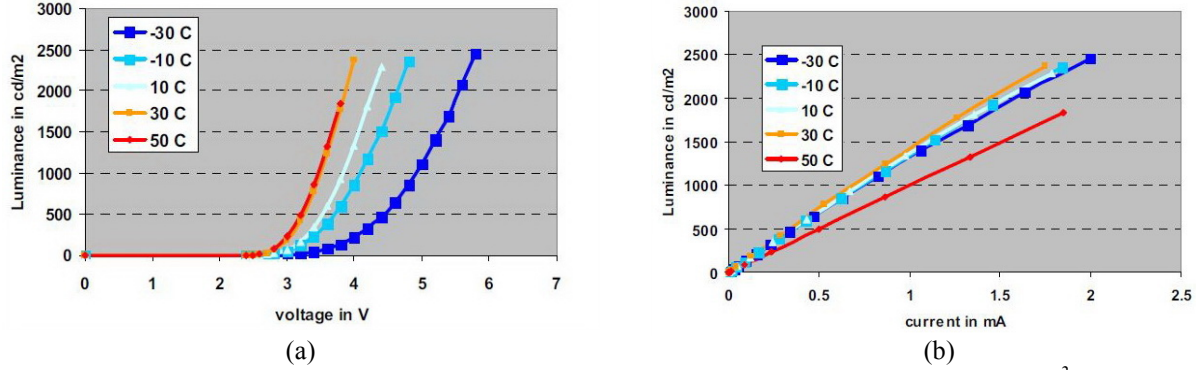 3000
2500
2000
1500
1000
500
0
Luminance in cd/m2
-30 C
-10 C
10 C
30 C
50 C
0 1 2 3 4 5 6 7
voltage in V
(a)
3000
2500
2000
1500
1000
500
0
Luminance in cd/m2
-30 C
-10 C
10 C
30 C
50 C
0 0.5 1 1.5 2 2.5
current in mA
(b)